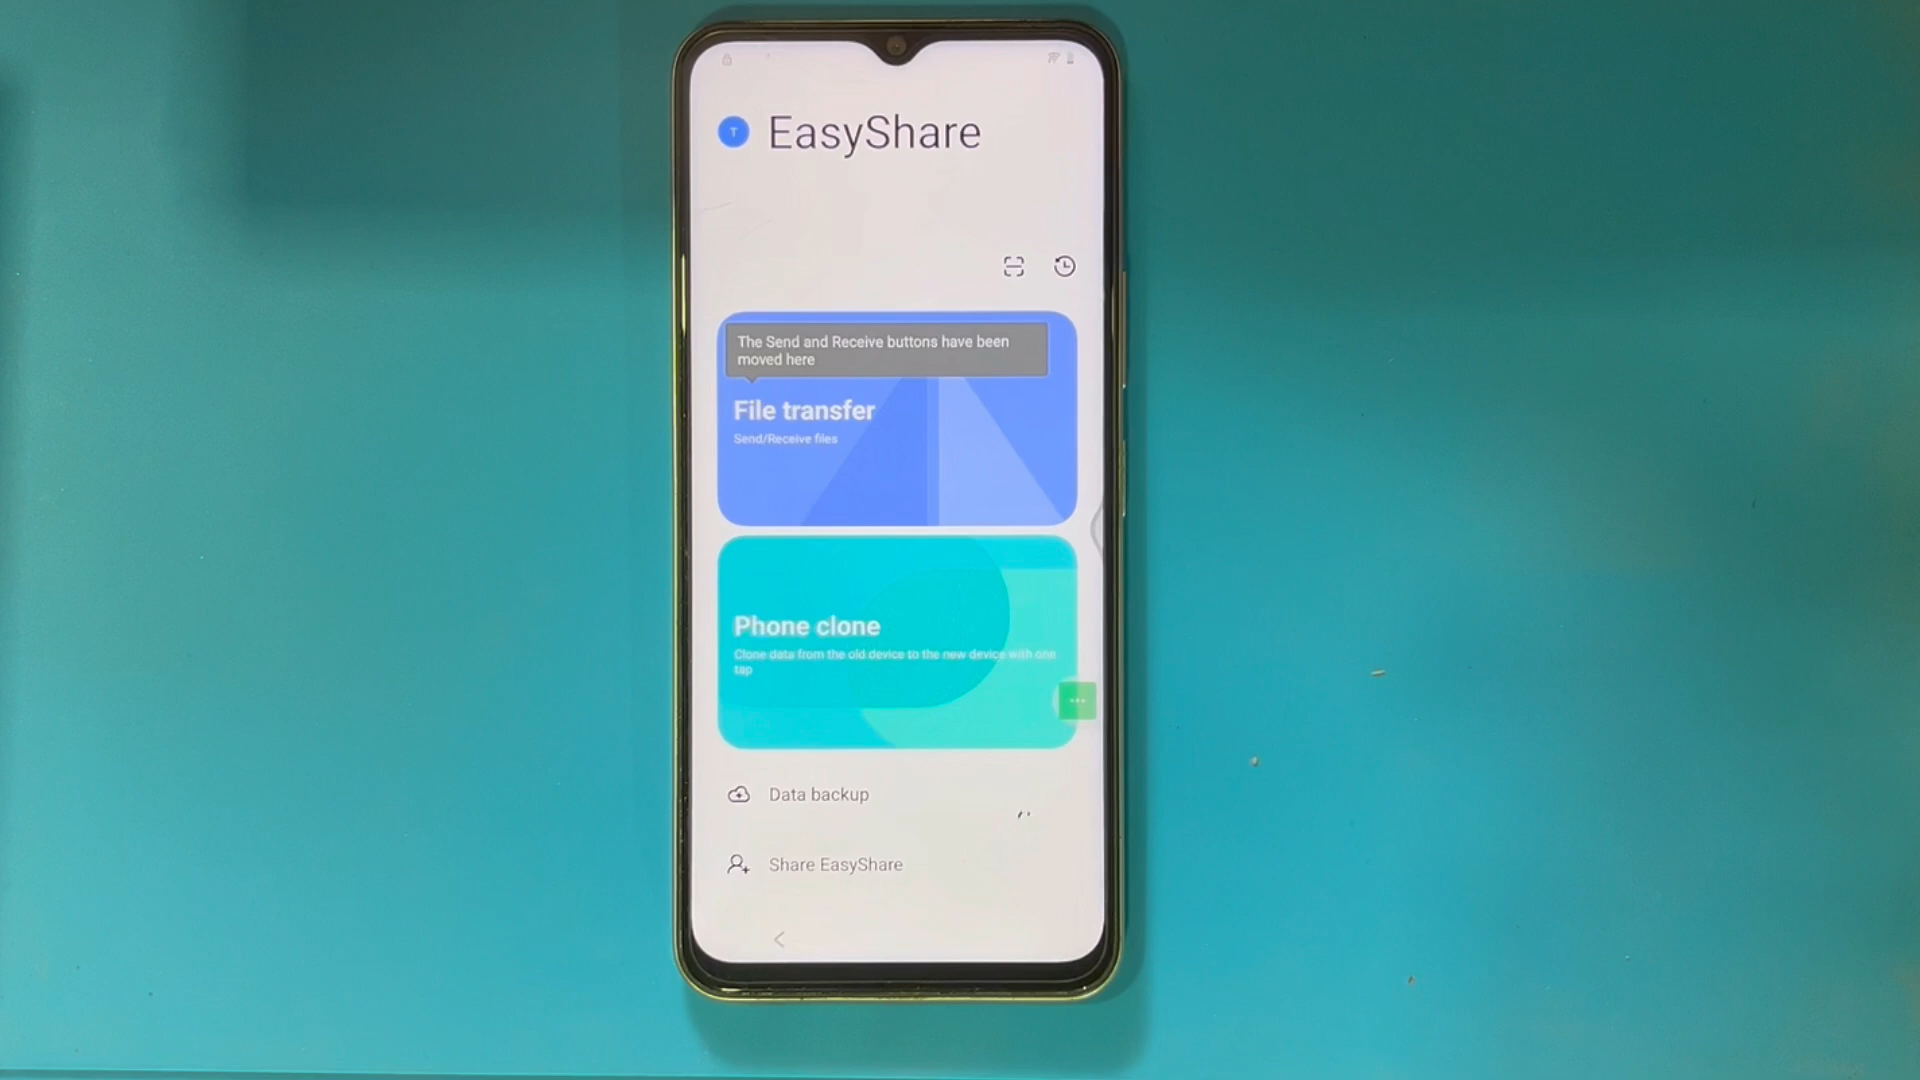 T EasyShare
The Send and Receive buttons have been
moved here
File transfer
Send/Receive files
Phone clone
Clone data from the old device to the new device with one
tap
Data backup
Share EasyShare